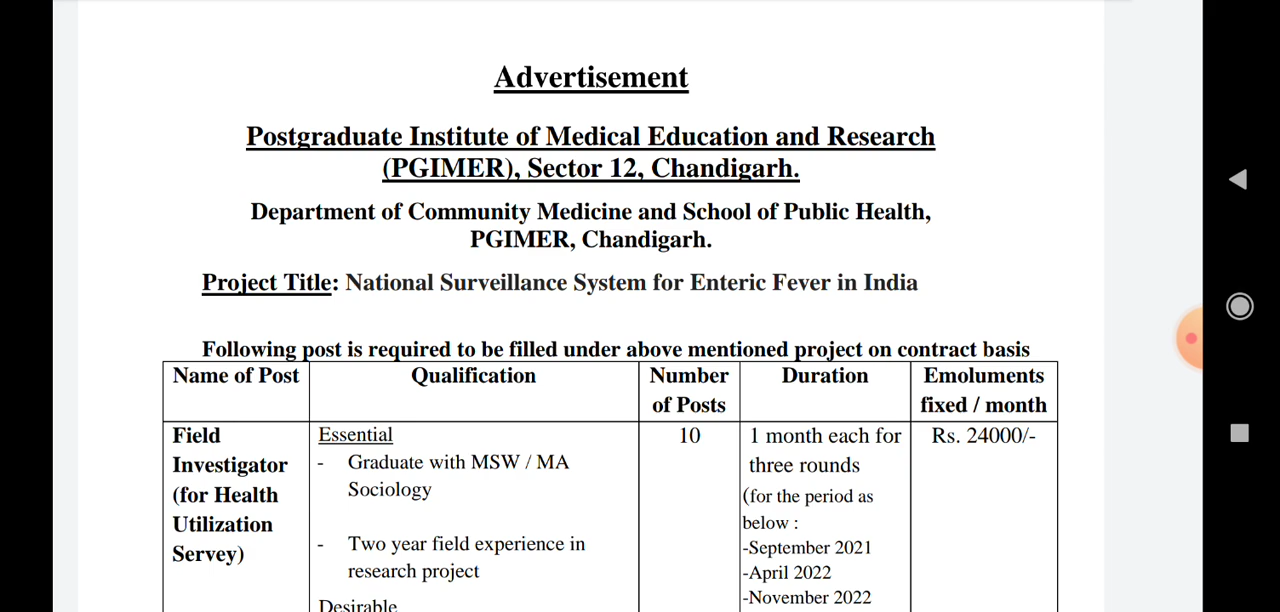 Advertisement
Postgraduate Institute of Medical Education and Research
(PGIMER), Sector 12, Chandigarh.
Department of Community Medicine and School of Public Health,
PGIMER, Chandigarh.
Project Title: National Surveillance System for Enteric Fever in India
Following post is required to be filled under above mentioned project on contract basis
Name of Post
Qualification
Number
of Posts
Duration
Emoluments
fixed / month
Field
Investigator
(for Health
Utilization
Servey)
Essential
- Graduate with MSW / MA
Sociology
- Two year field experience in
research project
Desirable
10
1 month each for
three rounds
(for the period as
below :
-September 2021
-April 2022
-November 2022
Rs. 24000/-